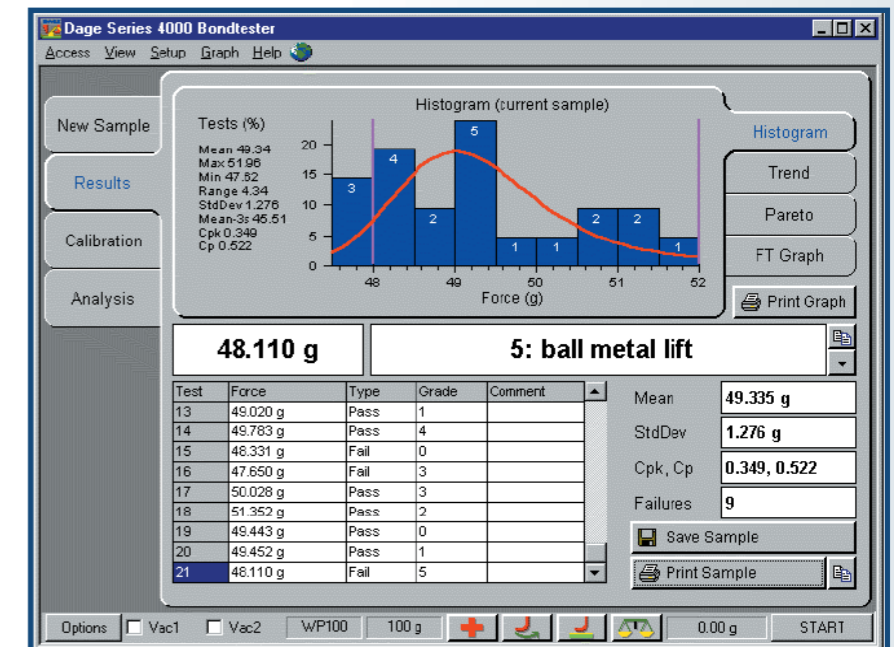 Dage Series 4000 Bondtester
Access View Setup Graph Help
New Sample
Results
Calibration
Analysis
Histogram (current sample)
Tests (%)
Mean 49.34
Max 51.96
Min 47.62
Range 4.34
StdDev 1.276
Mean-3s 45.51
Cpk 0.349
Cp 0.522
20
15
10
5
0
3 4 2 5 1 1 2 2 1
48 49 50 51 52
Force (g)
Histogram
Trend
Pareto
FT Graph
Print Graph
48.110 g
5: ball metal lift
Test Force Type Grade Comment
13 49.020 g Pass 1
14 49.783 g Pass 4
15 48.331 g Fail 0
16 47.650 g Fail 3
17 50.028 g Pass 3
18 51.352 g Pass 2
19 49.443 g Pass 0
20 49.452 g Pass 1
21 48.110 g Fail 5
Mean 49.335 g
StdDev 1.276 g
Cpk, Cp 0.349, 0.522
Failures 9
Save Sample
Print Sample
Options Vac1 Vac2 WP100 100 g 0.00 g START